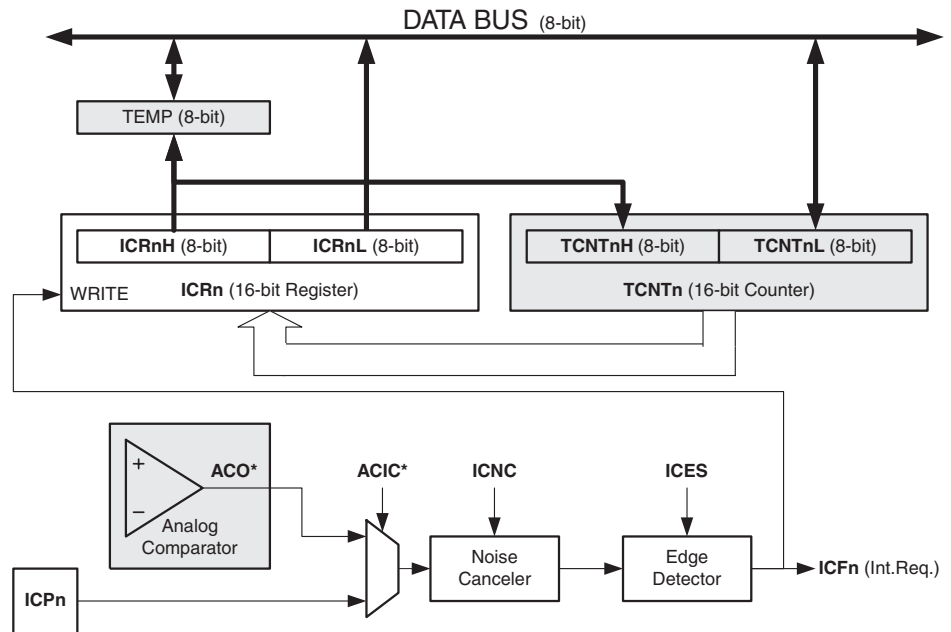 DATA BUS (8-bit)
TEMP (8-bit)
ICRnH (8-bit) ICRnL (8-bit) TCNTnH (8-bit) TCNTnL (8-bit)
WRITE ICRn (16-bit Register) TCNTn (16-bit Counter)
+
ACO* ACIC* ICNC ICES
−
Analog
Comparator
Noise
Canceler
Edge
Detector
ICFn (Int.Req.)
ICPn